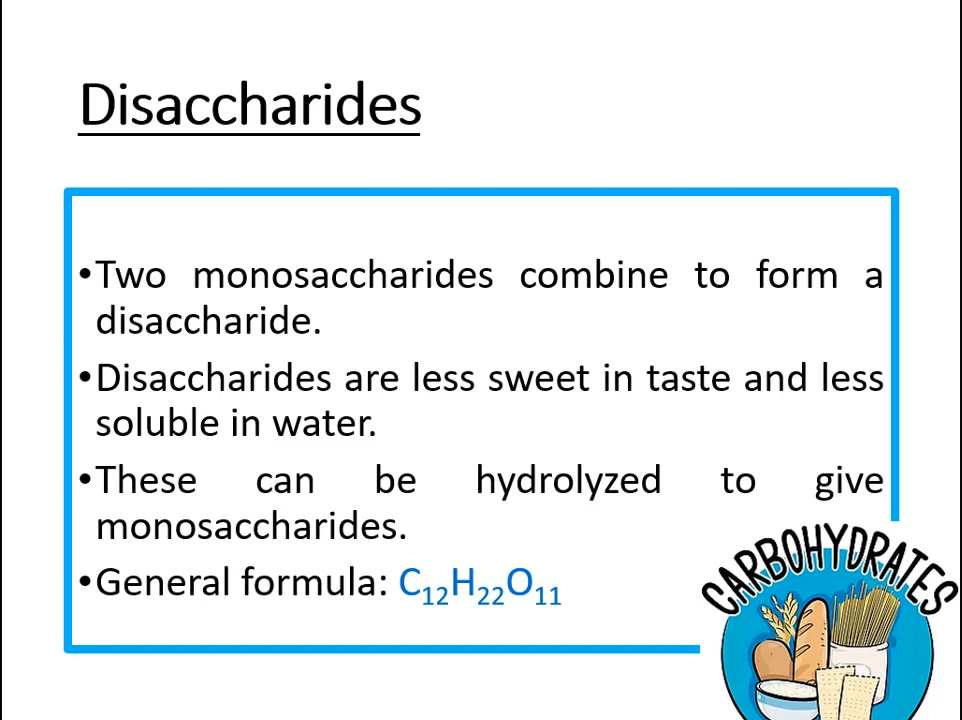 Disaccharides
•Two monosaccharides combine to form a
disaccharide.
•Disaccharides are less sweet in taste and less
soluble in water.
•These can be hydrolyzed to give
monosaccharides.
•General formula: C₁₂H₂₂O₁₁
CARBOHYDRATES